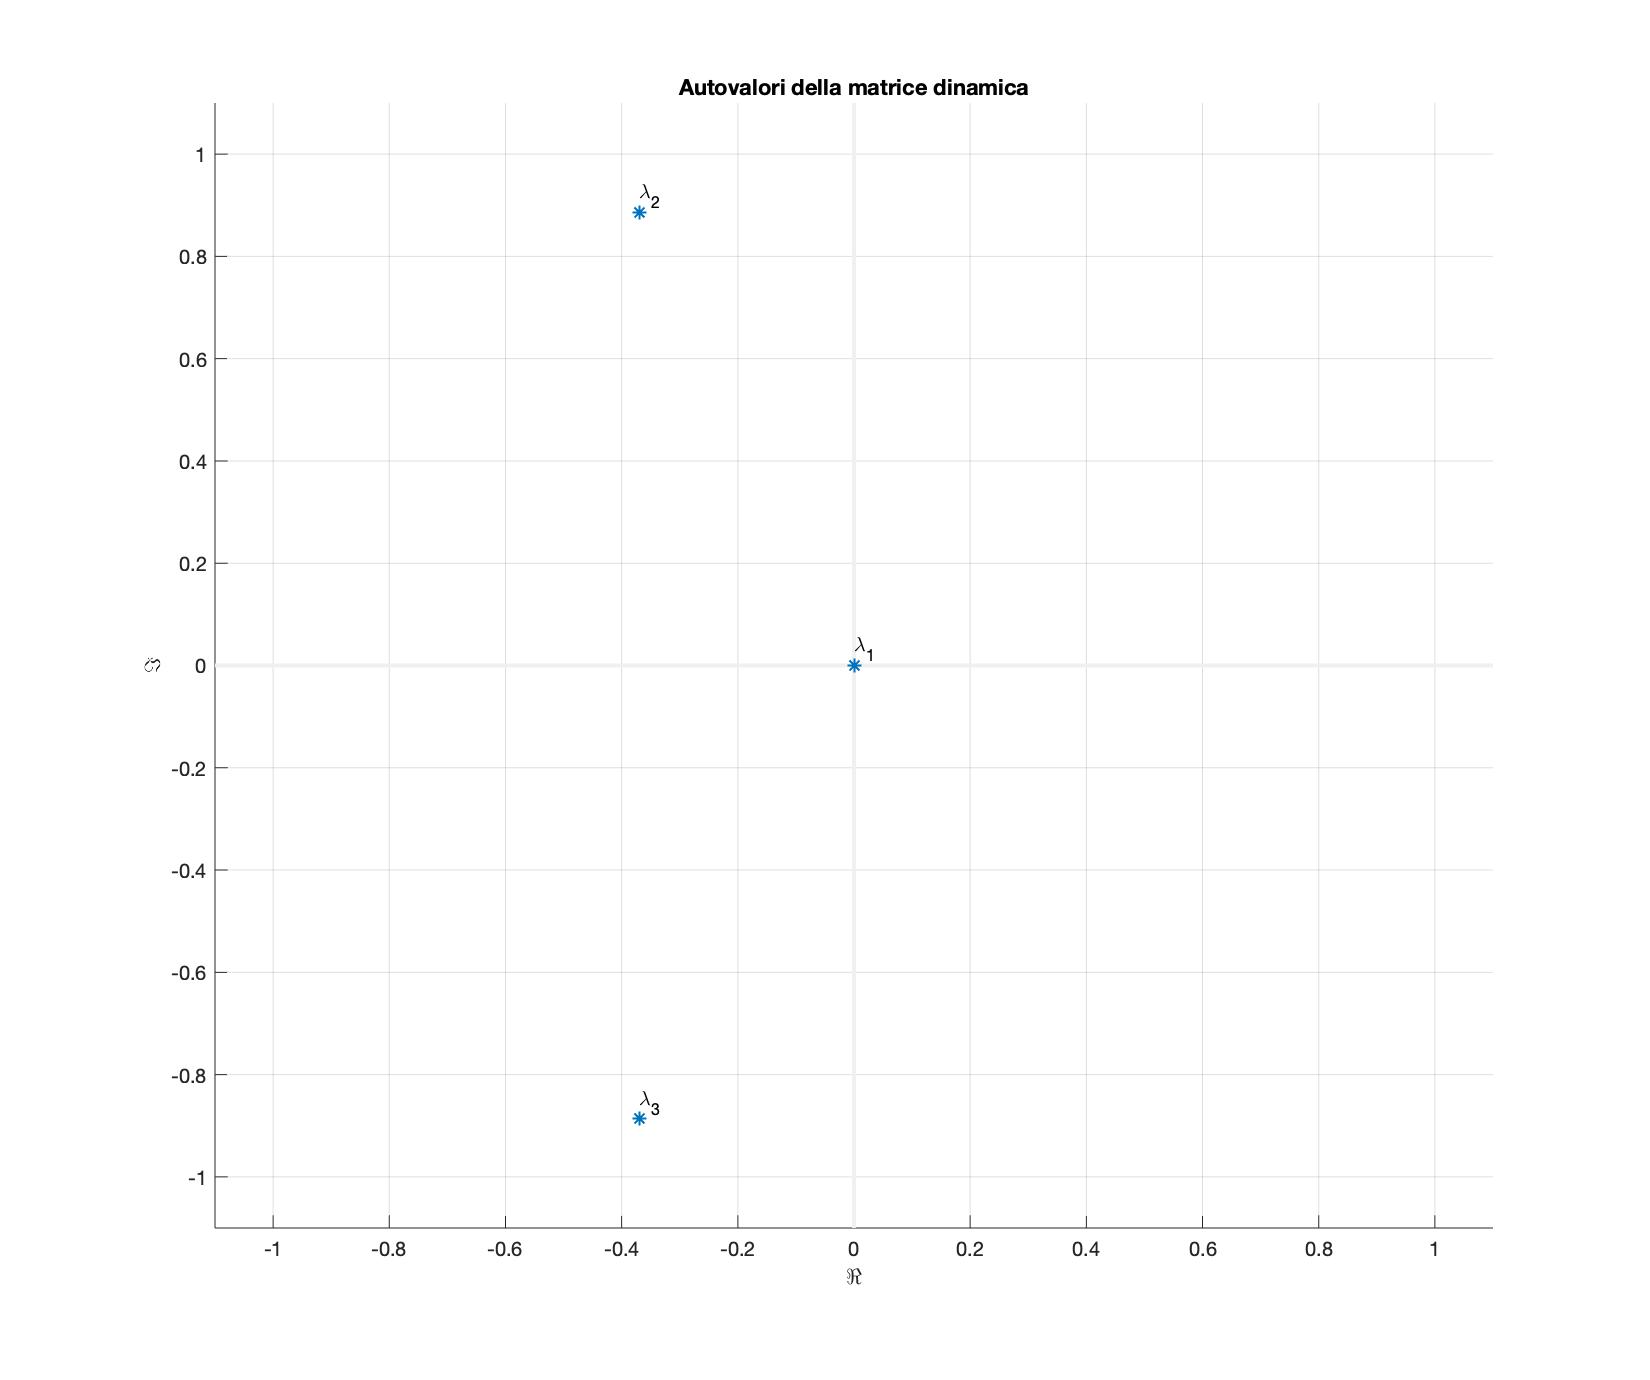 Autovalori della matrice dinamica
1
λ2
0.8
0.6
0.4
0.2
λ1
ℑ
0
-0.2
-0.4
-0.6
-0.8
λ3
-1
-1 -0.8 -0.6 -0.4 -0.2 0 0.2 0.4 0.6 0.8 1
ℜ